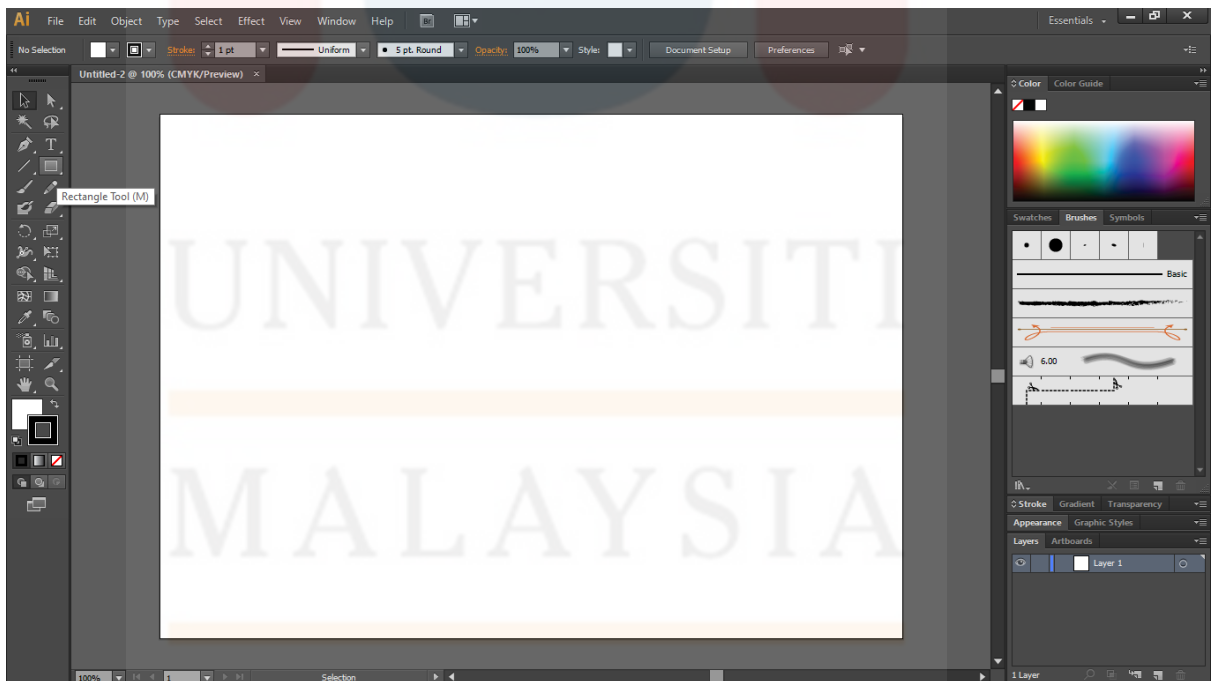 Ai File Edit Object Type Select Effect View Window Help Br Essentials
No Selection Stroke: 1 pt Uniform 5 pt. Round Opacity: 100% Style: Document Setup Preferences
Untitled-2 @ 100% (CMYK/Preview) ×
Color Color Guide
T
Rectangle Tool (M)
Swatches Brushes Symbols
Basic
UNIVERSITI
6.00
MALAYSIA
Stroke Gradient Transparency
Appearance Graphic Styles
Layers Artboards
Layer 1
100% 1 Selection 1 Layer